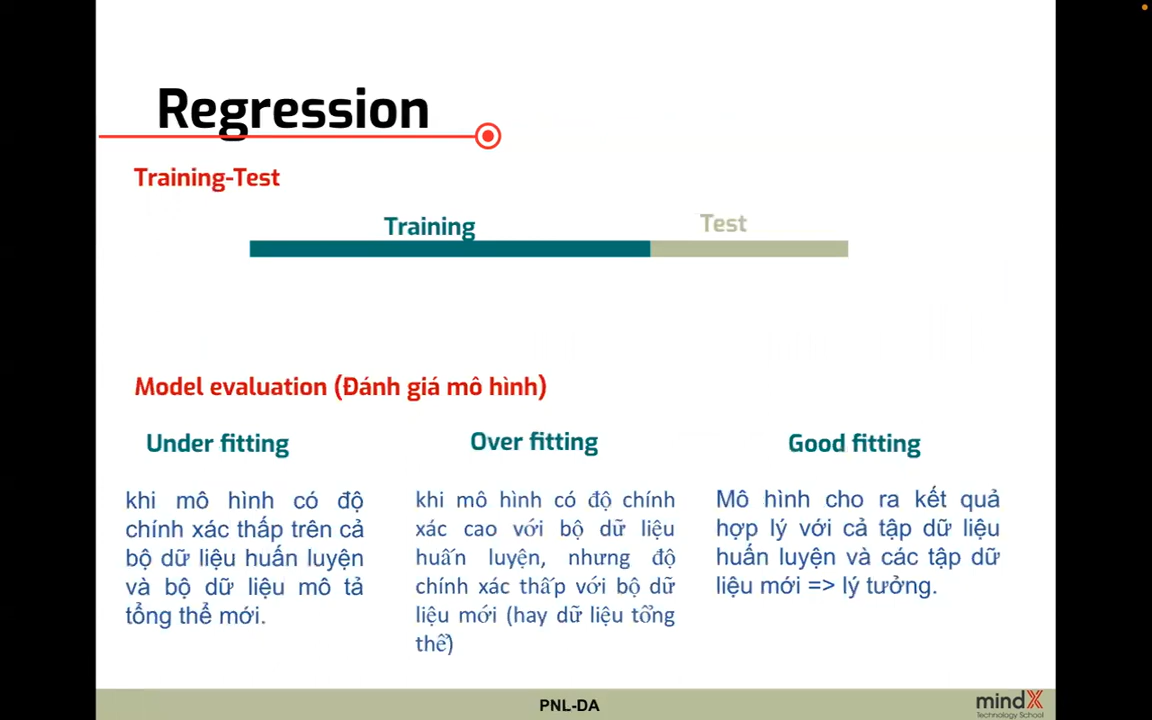 Regression
Training-Test
Training
Test
Model evaluation (Đánh giá mô hình)
Under fitting
khi mô hình có độ
chính xác thấp trên cả
bộ dữ liệu huấn luyện
và bộ dữ liệu mô tả
tổng thể mới.
Over fitting
khi mô hình có độ chính
xác cao với bộ dữ liệu
huấn luyện, nhưng độ
chính xác thấp với bộ dữ
liệu mới (hay dữ liệu tổng
thể)
Good fitting
Mô hình cho ra kết quả
hợp lý với cả tập dữ liệu
huấn luyện và các tập dữ
liệu mới => lý tưởng.
PNL-DA
mindX
Technology School